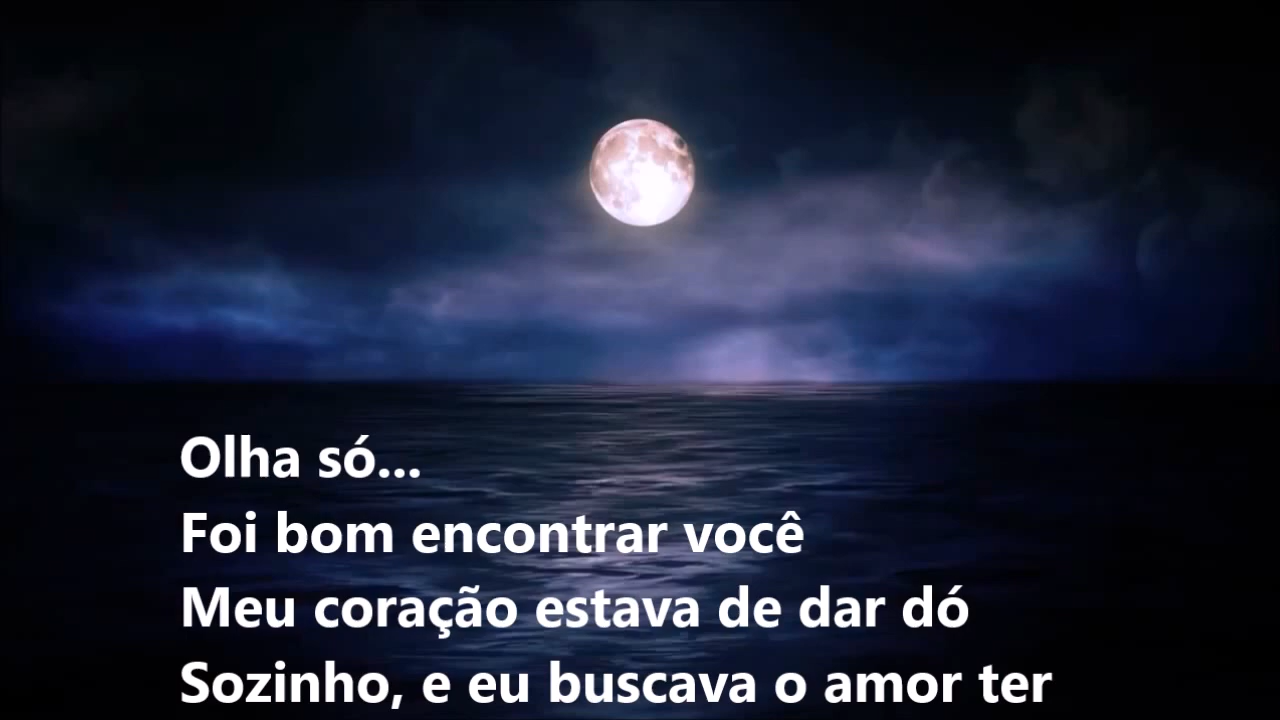 Olha só...
Foi bom encontrar você
Meu coração estava de dar dó
Sozinho, e eu buscava o amor ter